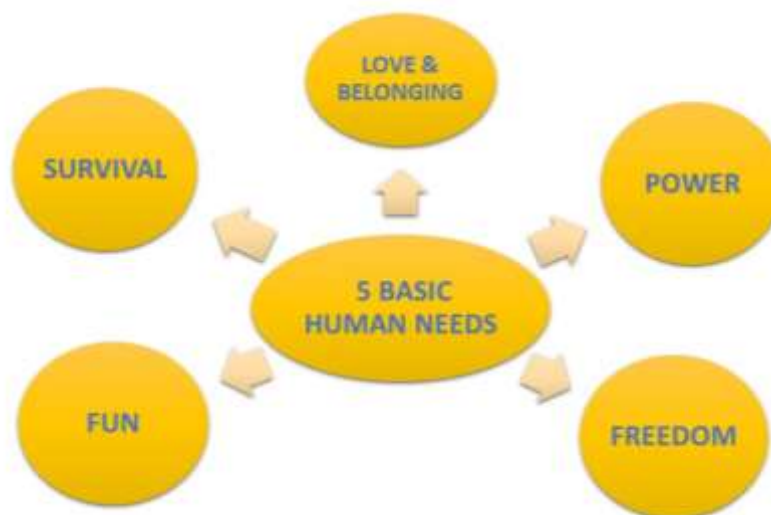 LOVE &
BELONGING
SURVIVAL
POWER
5 BASIC
HUMAN NEEDS
FUN
FREEDOM